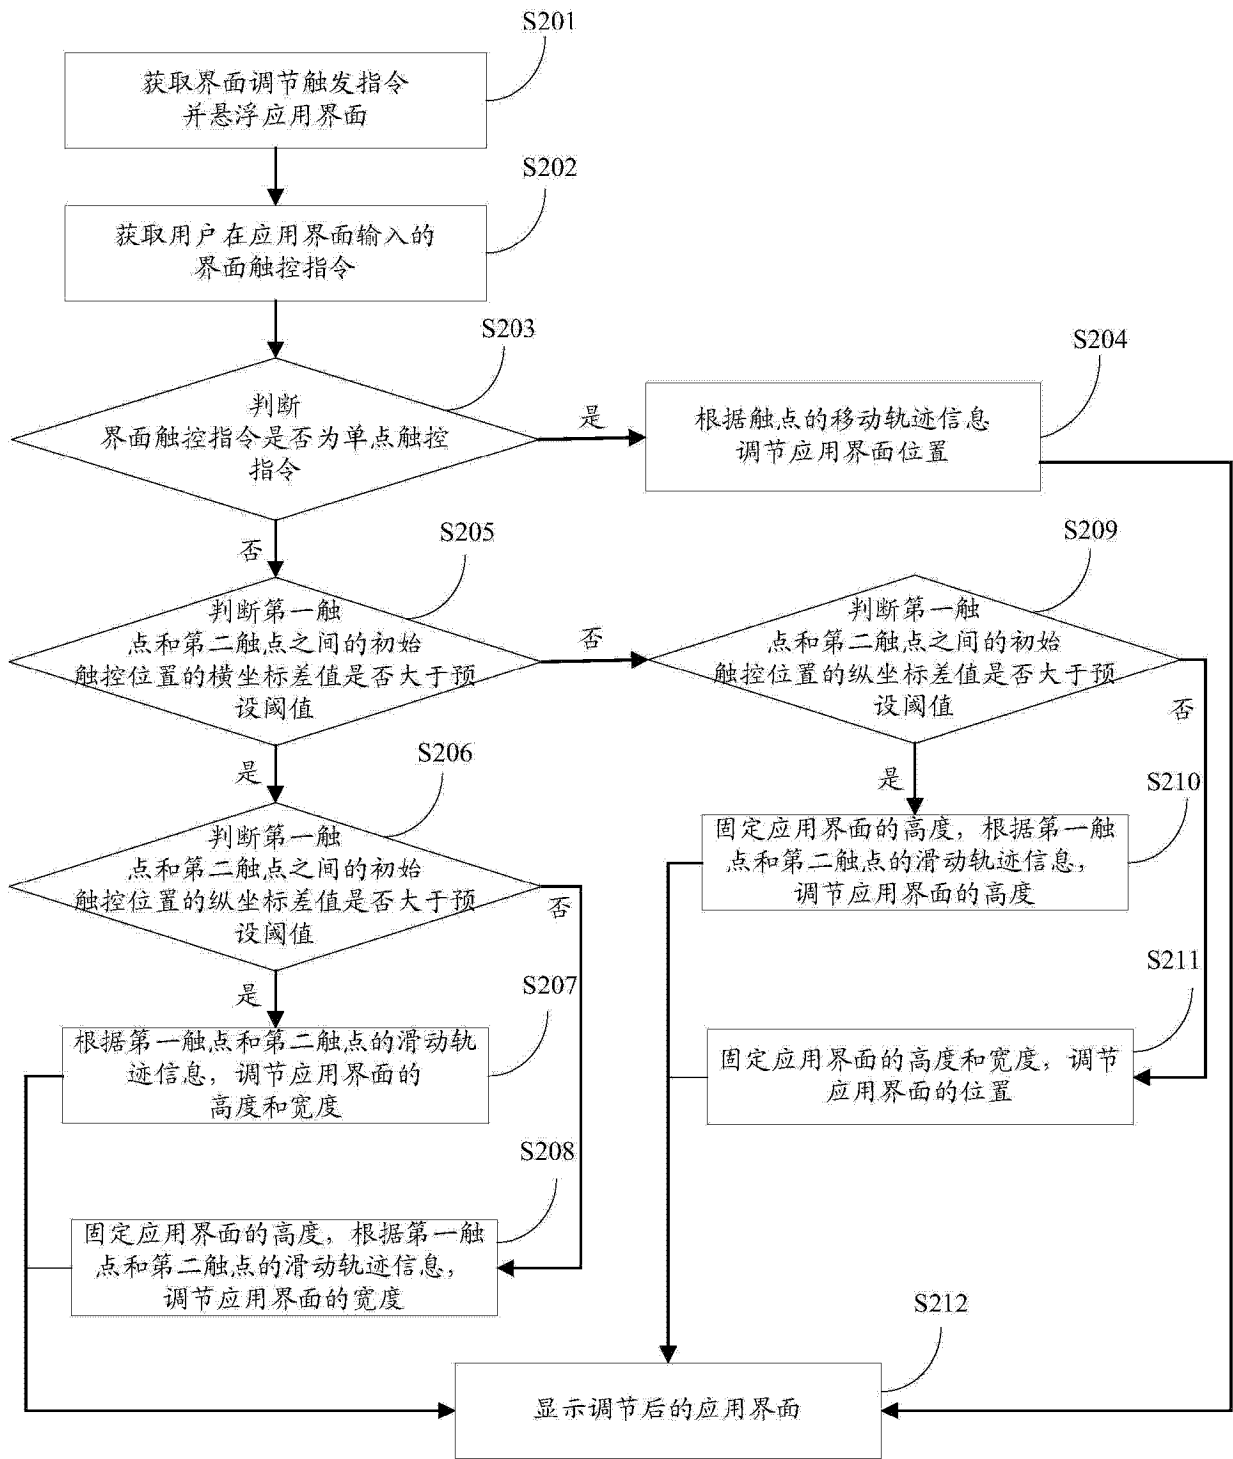 S201
获取界面调节触发指令
并悬浮应用界面
S202
获取用户在应用界面输入的
界面触控指令
S203
判断
界面触控指令是否为单点触控
指令
是
S204
根据触点的移动轨迹信息
调节应用界面位置
否
S205
判断第一触
点和第二触点之间的初始
触控位置的横坐标差值是否大于预
设阈值
否
S209
判断第一触
点和第二触点之间的初始
触控位置的纵坐标差值是否大于预
设阈值
否
是
S206
判断第一触
点和第二触点之间的初始
触控位置的纵坐标差值是否大于预
设阈值
否
是
S210
固定应用界面的高度，根据第一触
点和第二触点的滑动轨迹信息，
调节应用界面的高度
是
S207
根据第一触点和第二触点的滑动轨
迹信息，调节应用界面的
高度和宽度
S211
固定应用界面的高度和宽度，调节
应用界面的位置
S208
固定应用界面的高度，根据第一触
点和第二触点的滑动轨迹信息，
调节应用界面的宽度
S212
显示调节后的应用界面